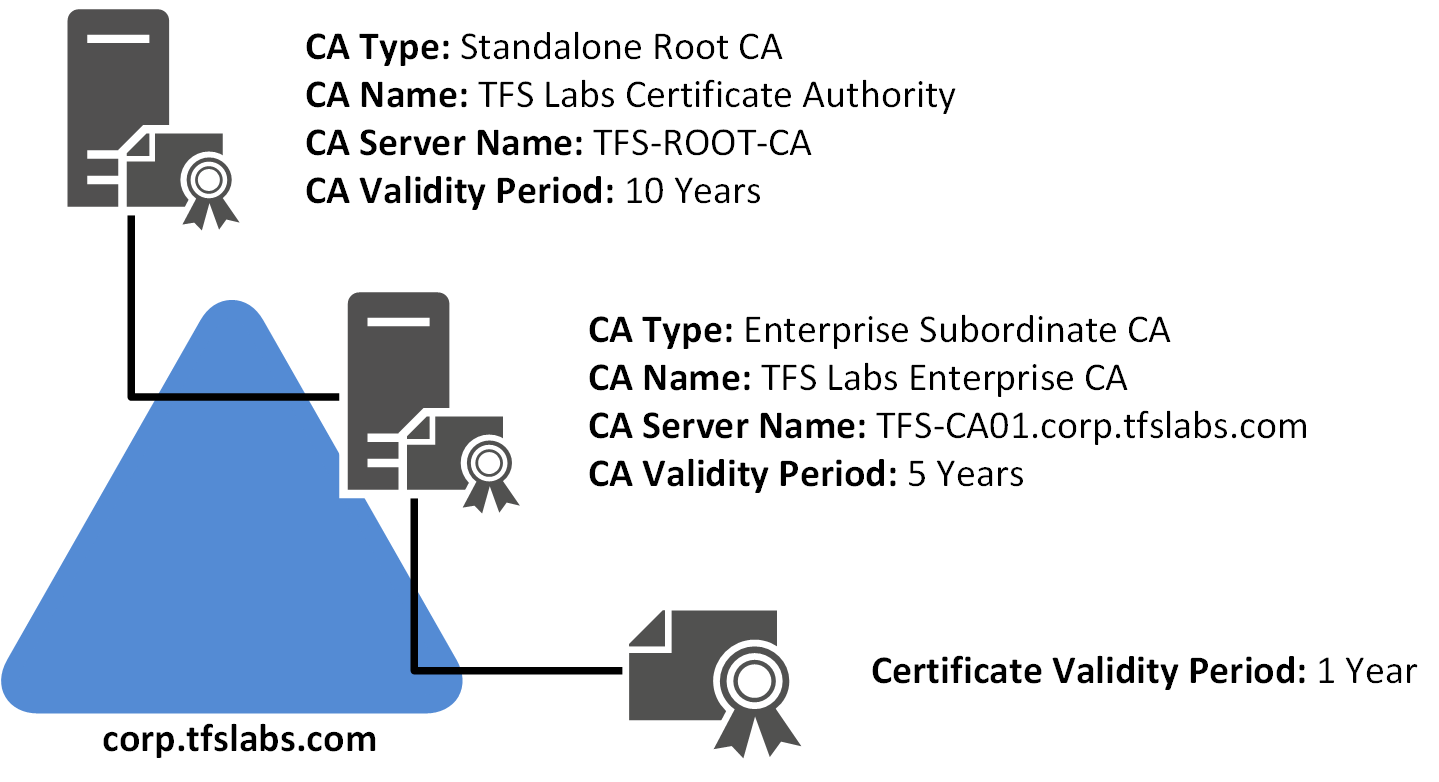 CA Type: Standalone Root CA
CA Name: TFS Labs Certificate Authority
CA Server Name: TFS-ROOT-CA
CA Validity Period: 10 Years
CA Type: Enterprise Subordinate CA
CA Name: TFS Labs Enterprise CA
CA Server Name: TFS-CA01.corp.tfslabs.com
CA Validity Period: 5 Years
Certificate Validity Period: 1 Year
corp.tfslabs.com